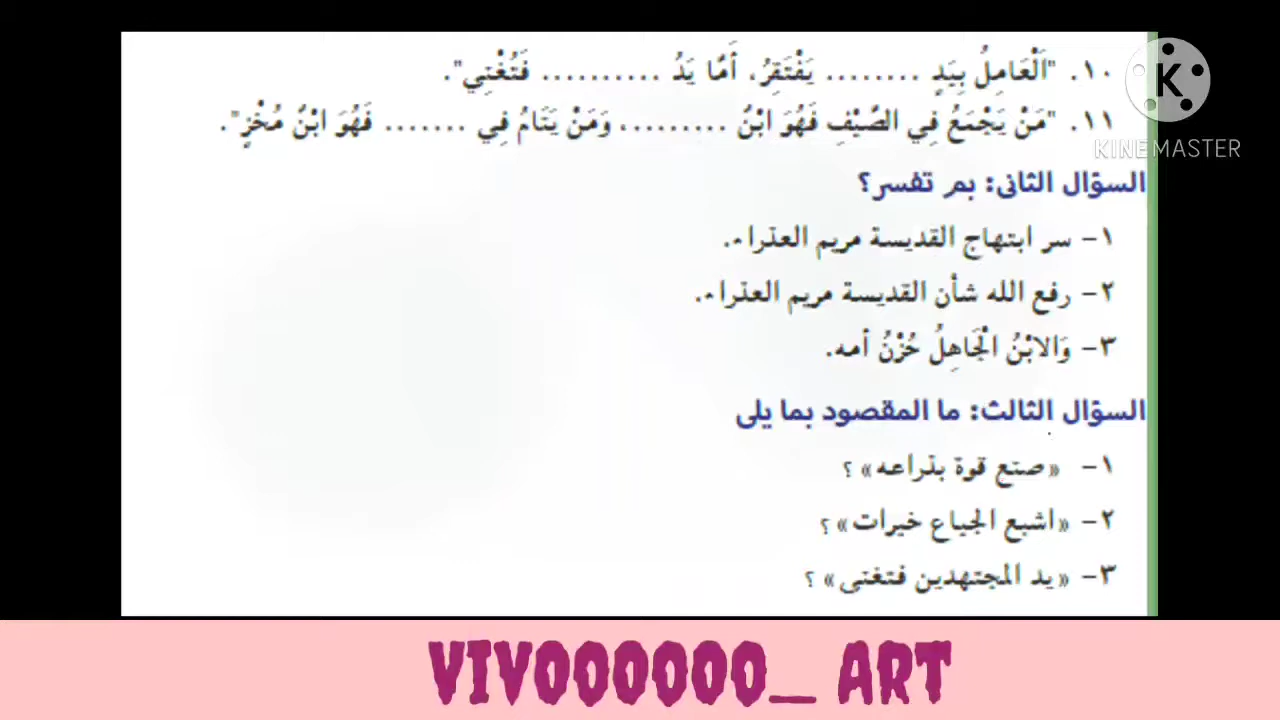 ١٠. "اَلْعَامِلُ بِيَدٍ ........ يَفْتَقِرُ، أَمَّا يَدُ .......... فَتُغْنِي".
١١. "مَنْ يَجْمَعُ فِي الصَّيْفِ فَهُوَ ابْنٌ ......... وَمَنْ يَنَامُ فِي ....... فَهُوَ ابْنٌ مُخْزٍ".
K
KINEMASTER
السؤال الثانى: بم تفسر؟
١- سر ابتهاج القديسة مريم العذراء.
٢- رفع الله شأن القديسة مريم العذراء.
٣- وَالابْنُ الْجَاهِلُ حُزْنُ أمه.
السؤال الثالث: ما المقصود بما يلى
١- «صنع قوة بذراعه» ؟
٢- «اشبع الجياع خيرات» ؟
٣- «يد المجتهدين فتغنى» ؟
VIVOOOOOO_ ART